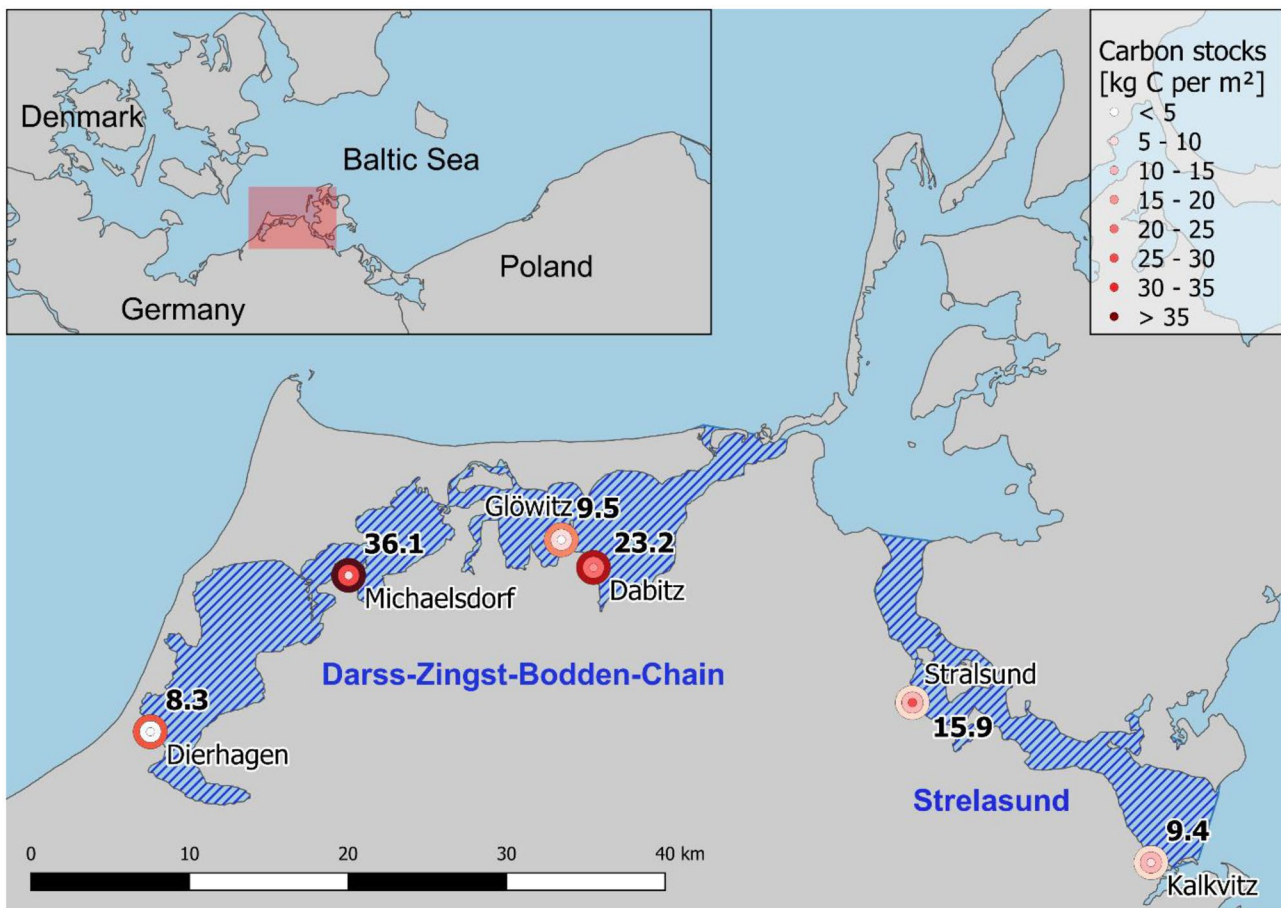 Denmark
Baltic Sea
Poland
Germany
Carbon stocks
[kg C per m²]
< 5
5 - 10
10 - 15
15 - 20
20 - 25
25 - 30
30 - 35
> 35
Glöwitz
9.5
36.1
23.2
Michaelsdorf
Dabitz
Darss-Zingst-Bodden-Chain
Stralsund
8.3
15.9
Dierhagen
Strelasund
9.4
Kalkvitz
0
10
20
30
40 km